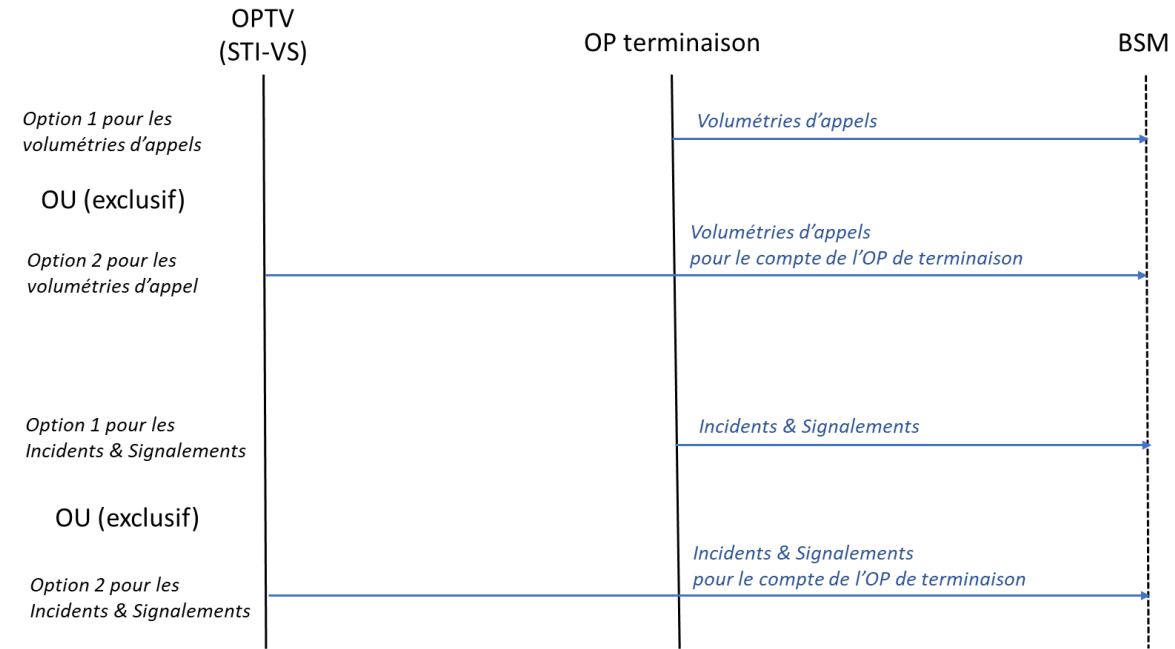 OPTV
(STI-VS)
OP terminaison
BSM
Option 1 pour les
volumétries d’appels
Volumétries d’appels
OU (exclusif)
Option 2 pour les
volumétries d’appel
Volumétries d’appels
pour le compte de l’OP de terminaison
Option 1 pour les
Incidents & Signalements
Incidents & Signalements
OU (exclusif)
Option 2 pour les
Incidents & Signalements
Incidents & Signalements
pour le compte de l’OP de terminaison